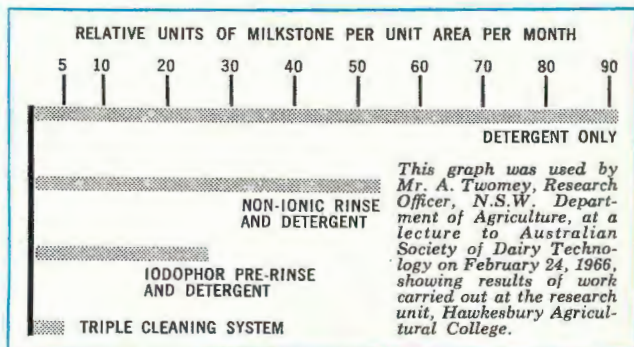 RELATIVE UNITS OF MILKSTONE PER UNIT AREA PER MONTH
5 10 20 30 40 50 60 70 80 90
DETERGENT ONLY
NON-IONIC RINSE
AND DETERGENT
IODOPHOR PRE-RINSE
AND DETERGENT
TRIPLE CLEANING SYSTEM
This graph was used by
Mr. A. Twomey, Research
Officer, N.S.W. Depart-
ment of Agriculture, at a
lecture to Australian
Society of Dairy Techno-
logy on February 24, 1966,
showing results of work
carried out at the research
unit, Hawkesbury Agricul-
tural College.